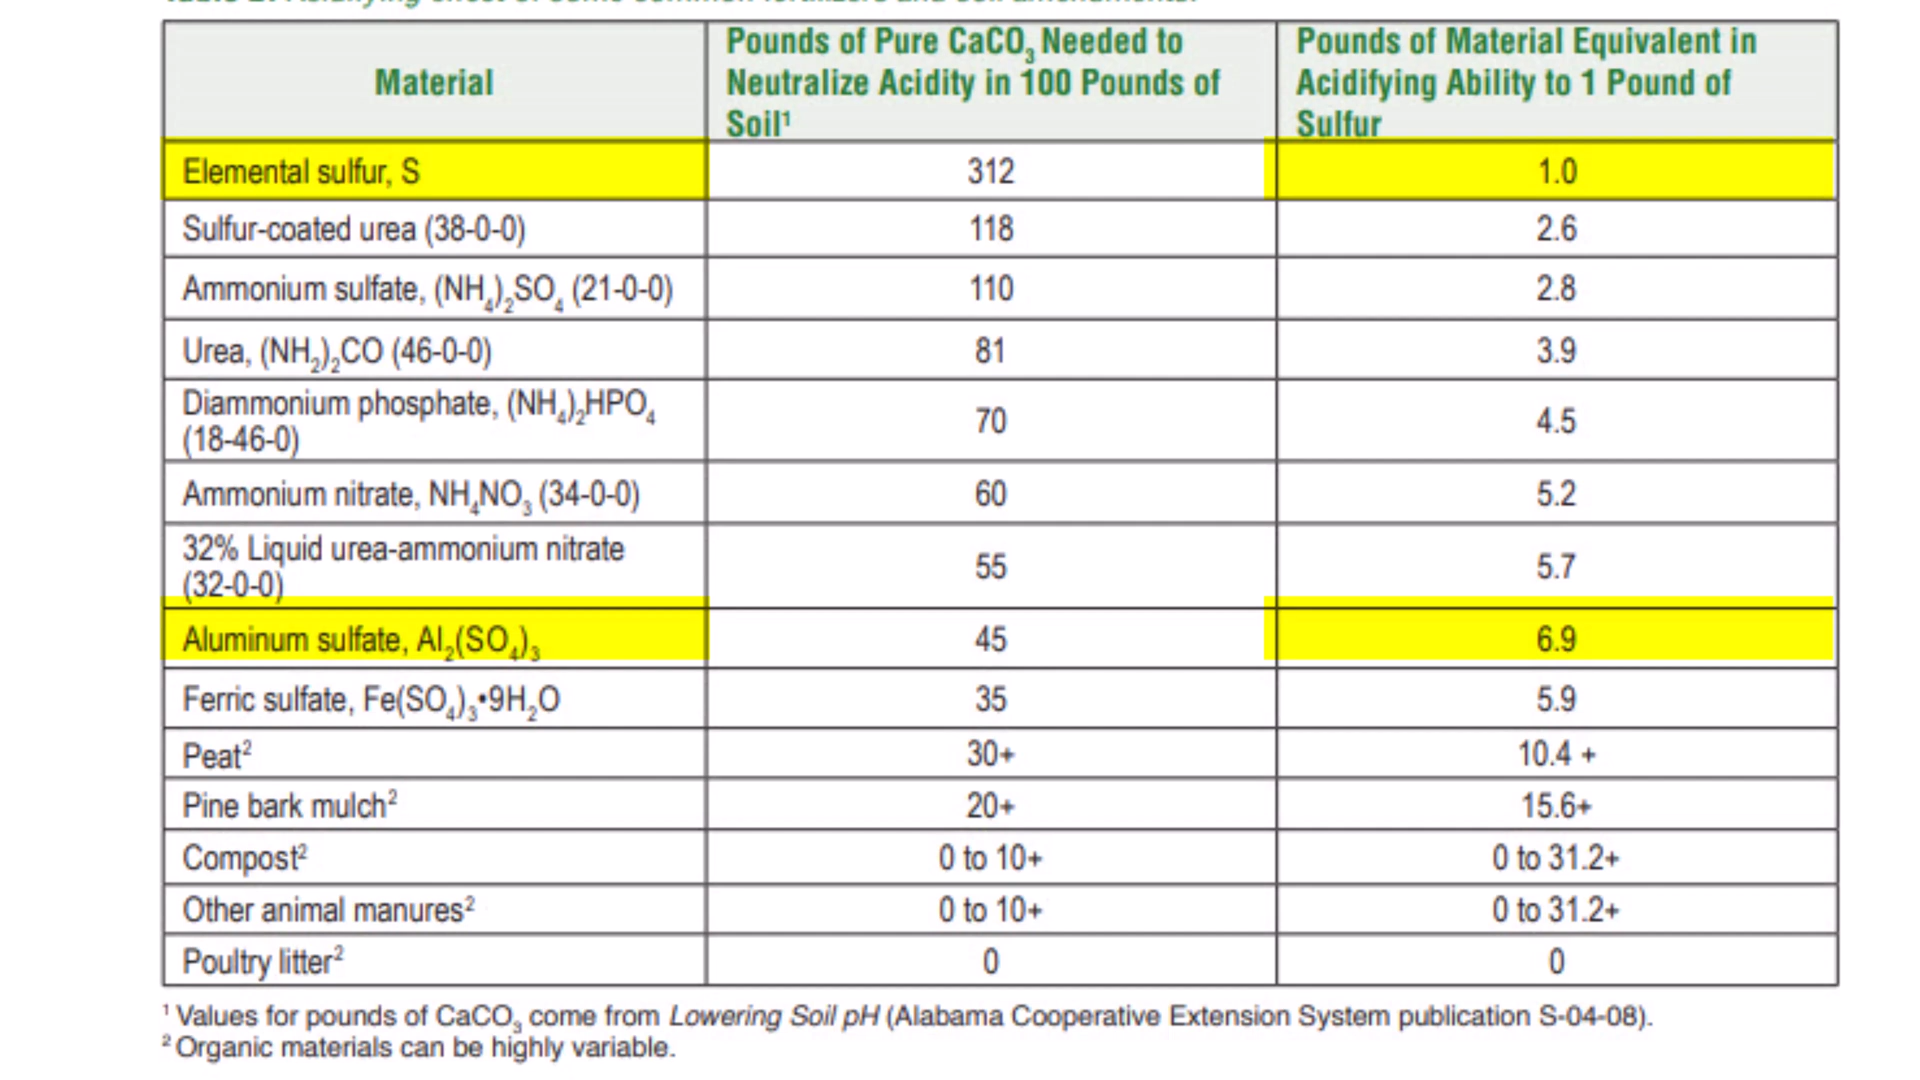 Material
Pounds of Pure CaCO₃ Needed to
Neutralize Acidity in 100 Pounds of
Soil¹
Pounds of Material Equivalent in
Acidifying Ability to 1 Pound of
Sulfur
Elemental sulfur, S 312 1.0
Sulfur-coated urea (38-0-0) 118 2.6
Ammonium sulfate, (NH₄)₂SO₄ (21-0-0) 110 2.8
Urea, (NH₂)₂CO (46-0-0) 81 3.9
Diammonium phosphate, (NH₄)₂HPO₄
(18-46-0) 70 4.5
Ammonium nitrate, NH₄NO₃ (34-0-0) 60 5.2
32% Liquid urea-ammonium nitrate
(32-0-0) 55 5.7
Aluminum sulfate, Al₂(SO₄)₃ 45 6.9
Ferric sulfate, Fe(SO₄)₃•9H₂O 35 5.9
Peat² 30+ 10.4 +
Pine bark mulch² 20+ 15.6+
Compost² 0 to 10+ 0 to 31.2+
Other animal manures² 0 to 10+ 0 to 31.2+
Poultry litter² 0 0
¹ Values for pounds of CaCO₃ come from Lowering Soil pH (Alabama Cooperative Extension System publication S-04-08).
² Organic materials can be highly variable.